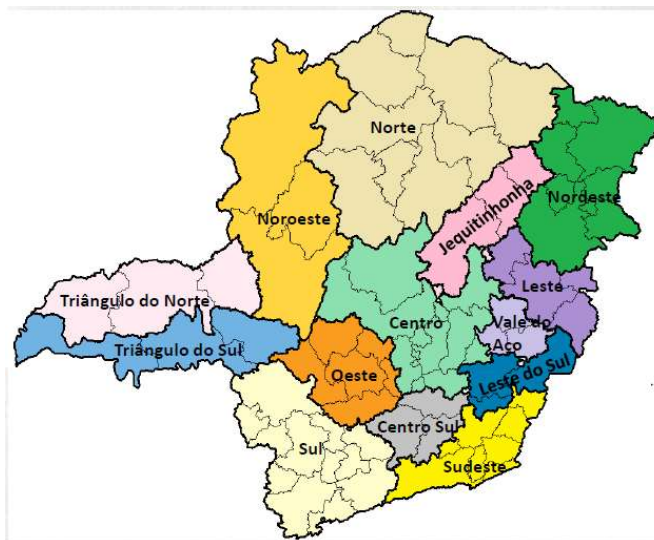 Norte
Jequitinhonha
Nordeste
Noroeste
Leste
Triângulo do Norte
Centro
Vale do
Aço
Triângulo do Sul
Oeste
Leste do Sul
Centro Sul
Sul
Sudeste